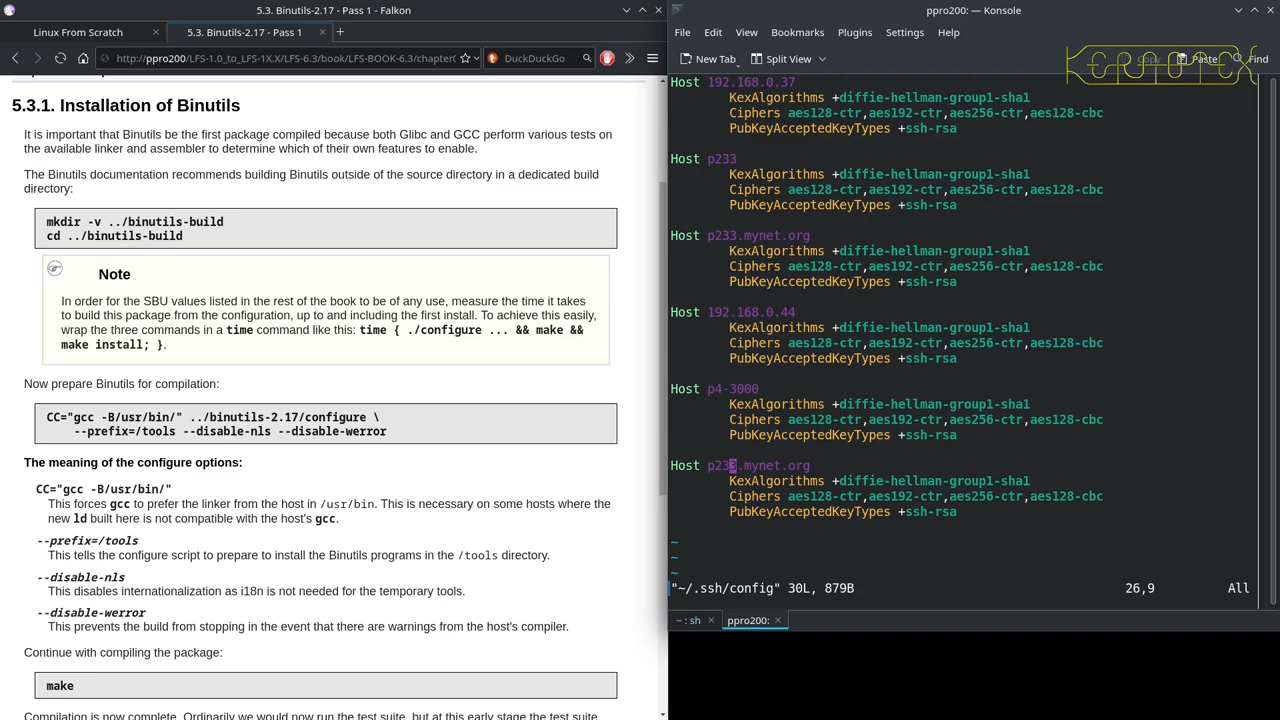 5.3. Binutils-2.17 - Pass 1 - Falkon
Linux From Scratch
5.3. Binutils-2.17 - Pass 1
http://ppro200/LFS-1.0_to_LFS-1X.X/LFS-6.3/book/LFS-BOOK-6.3/chapter(
DuckDuckGo
5.3.1. Installation of Binutils
It is important that Binutils be the first package compiled because both Glibc and GCC perform various tests on
the available linker and assembler to determine which of their own features to enable.
The Binutils documentation recommends building Binutils outside of the source directory in a dedicated build
directory:
mkdir -v ../binutils-build
cd ../binutils-build
Note
In order for the SBU values listed in the rest of the book to be of any use, measure the time it takes
to build this package from the configuration, up to and including the first install. To achieve this easily,
wrap the three commands in a time command like this: time { ./configure ... && make &&
make install; }.
Now prepare Binutils for compilation:
CC="gcc -B/usr/bin/" ../binutils-2.17/configure \
--prefix=/tools --disable-nls --disable-werror
The meaning of the configure options:
CC="gcc -B/usr/bin/"
This forces gcc to prefer the linker from the host in /usr/bin. This is necessary on some hosts where the
new ld built here is not compatible with the host's gcc.
--prefix=/tools
This tells the configure script to prepare to install the Binutils programs in the /tools directory.
--disable-nls
This disables internationalization as i18n is not needed for the temporary tools.
--disable-werror
This prevents the build from stopping in the event that there are warnings from the host's compiler.
Continue with compiling the package:
make
Compilation is now complete. Ordinarily we would now run the test suite, but at this early stage the test suite
ppro200: — Konsole
File Edit View Bookmarks Plugins Settings Help
New Tab Split View Copy Paste Find
Host 192.168.0.37
KexAlgorithms +diffie-hellman-group1-sha1
Ciphers aes128-ctr,aes192-ctr,aes256-ctr,aes128-cbc
PubKeyAcceptedKeyTypes +ssh-rsa
Host p233
KexAlgorithms +diffie-hellman-group1-sha1
Ciphers aes128-ctr,aes192-ctr,aes256-ctr,aes128-cbc
PubKeyAcceptedKeyTypes +ssh-rsa
Host p233.mynet.org
KexAlgorithms +diffie-hellman-group1-sha1
Ciphers aes128-ctr,aes192-ctr,aes256-ctr,aes128-cbc
PubKeyAcceptedKeyTypes +ssh-rsa
Host 192.168.0.44
KexAlgorithms +diffie-hellman-group1-sha1
Ciphers aes128-ctr,aes192-ctr,aes256-ctr,aes128-cbc
PubKeyAcceptedKeyTypes +ssh-rsa
Host p4-3000
KexAlgorithms +diffie-hellman-group1-sha1
Ciphers aes128-ctr,aes192-ctr,aes256-ctr,aes128-cbc
PubKeyAcceptedKeyTypes +ssh-rsa
Host p233.mynet.org
KexAlgorithms +diffie-hellman-group1-sha1
Ciphers aes128-ctr,aes192-ctr,aes256-ctr,aes128-cbc
PubKeyAcceptedKeyTypes +ssh-rsa
~
~
~
"~/.ssh/config" 30L, 879B 26,9 All
~ : sh
ppro200: